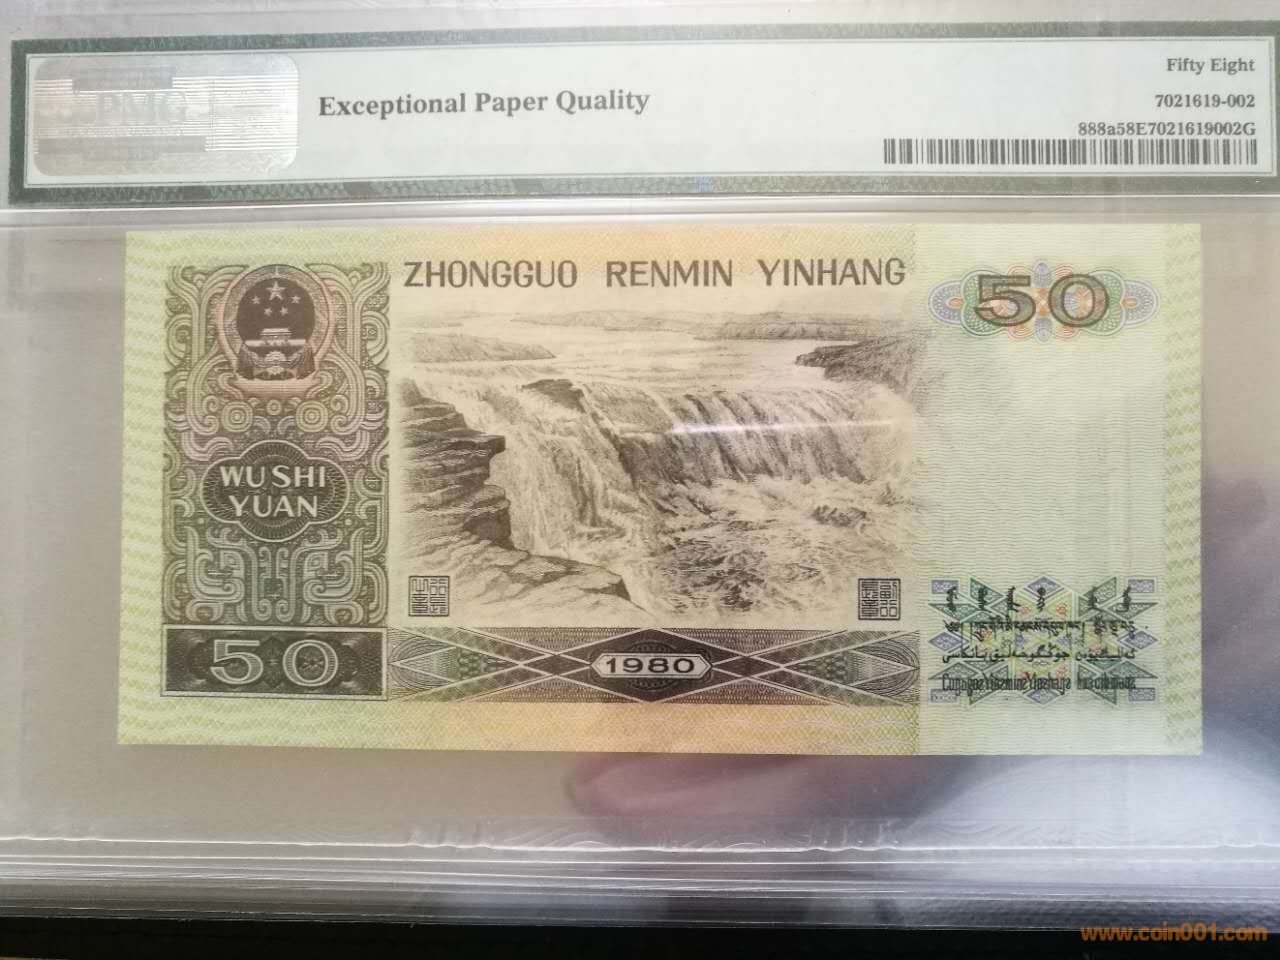 Fifty Eight
PMG
Exceptional Paper Quality
7021619-002
888a58E7021619002G
ZHONGGUO RENMIN YINHANG
50
WU SHI
YUAN
50
1980
www.coin001.com